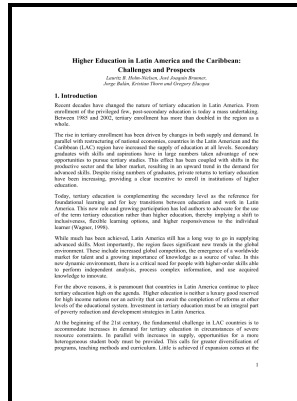 Higher Education in Latin America and the Caribbean:
Challenges and Prospects
Lauritz B. Holm-Nielsen, José Joaquín Brunner,
Jorge Balán, Kristian Thorn and Gregory Elacqua
1. Introduction
Recent decades have changed the nature of tertiary education in Latin America. From
enrollment of the privileged few, post-secondary education is today a mass undertaking.
Between 1985 and 2002, tertiary enrollment has more than doubled in the region as a
whole.
The rise in tertiary enrollment has been driven by changes in both supply and demand. In
parallel with restructuring of national economies, countries in the Latin American and the
Caribbean (LAC) region have increased the supply of education at all levels. Secondary
graduates with skills and aspirations have in large numbers taken advantage of new
opportunities to pursue tertiary studies. This effect has been coupled with shifts in the
productive sector and the labor market, resulting in an upward trend in the demand for
advanced skills. Despite rising numbers of graduates, private returns to tertiary education
have been increasing, providing a clear incentive to enroll in institutions of higher
education.
Today, tertiary education is complementing the secondary level as the reference for
foundational learning and for key transitions between education and work in Latin
America. This new role and growing participation has led authors to advocate for the use
of the term tertiary education rather than higher education, thereby implying a shift to
inclusiveness, flexible learning options, and higher responsiveness to the individual
learner (Wagner, 1998).
While much has been achieved, Latin America still has a long way to go in supplying
advanced skills. Most importantly, the region faces significant new trends in the global
environment. These include increased global competition, the emergence of a worldwide
market for talent and a growing importance of knowledge as a source of value. In this
new dynamic environment, there is a critical need for people with higher-order skills able
to perform independent analysis, process complex information, and use acquired
knowledge to innovate.
For the above reasons, it is paramount that countries in Latin America continue to place
tertiary education high on the agenda. Higher education is neither a luxury good reserved
for high income nations nor an activity that can await the completion of reforms at other
levels of the educational system. Investment in tertiary education must be an integral part
of poverty reduction and development strategies in Latin America.
At the beginning of the 21st century, the fundamental challenge in LAC countries is to
accommodate increases in demand for tertiary education in circumstances of severe
resource constraints. In parallel with increases in supply, opportunities for a more
heterogeneous student body must be provided. This calls for greater diversification of
programs, teaching methods and curriculum. Little is achieved if expansion comes at the
1